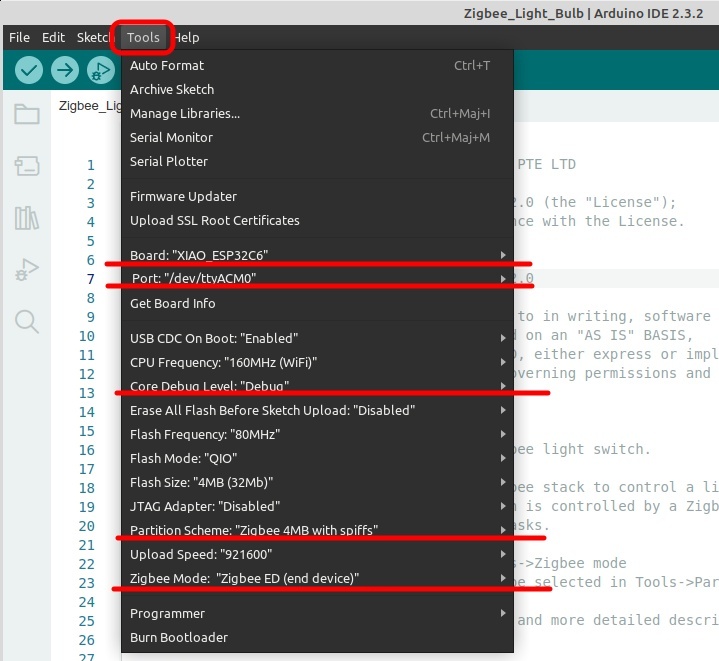 Zigbee_Light_Bulb | Arduino IDE 2.3.2
File Edit Sketch Tools Help
Zigbee_Lig
Auto Format Ctrl+T
Archive Sketch
Manage Libraries... Ctrl+Maj+I
Serial Monitor Ctrl+Maj+M
Serial Plotter
Firmware Updater
Upload SSL Root Certificates
Board: "XIAO_ESP32C6"
Port: "/dev/ttyACM0"
Get Board Info
USB CDC On Boot: "Enabled"
CPU Frequency: "160MHz (WiFi)"
Core Debug Level: "Debug"
Erase All Flash Before Sketch Upload: "Disabled"
Flash Frequency: "80MHz"
Flash Mode: "QIO"
Flash Size: "4MB (32Mb)"
JTAG Adapter: "Disabled"
Partition Scheme: "Zigbee 4MB with spiffs"
Upload Speed: "921600"
Zigbee Mode: "Zigbee ED (end device)"
Programmer
Burn Bootloader
1 PTE LTD
2
3 .0 (the "License");
4 nce with the License.
5
6
7 2.0
8
9 to in writing, software
10 d on an "AS IS" BASIS,
11 , either express or impl
12 overning permissions and
13
14
15
16 bee light switch.
17
18 bee stack to control a li
19 n is controlled by a Zigb
20 asks.
21
22 s->Zigbee mode
23 be selected in Tools->Par
24
25 and more detailed descri
26
27